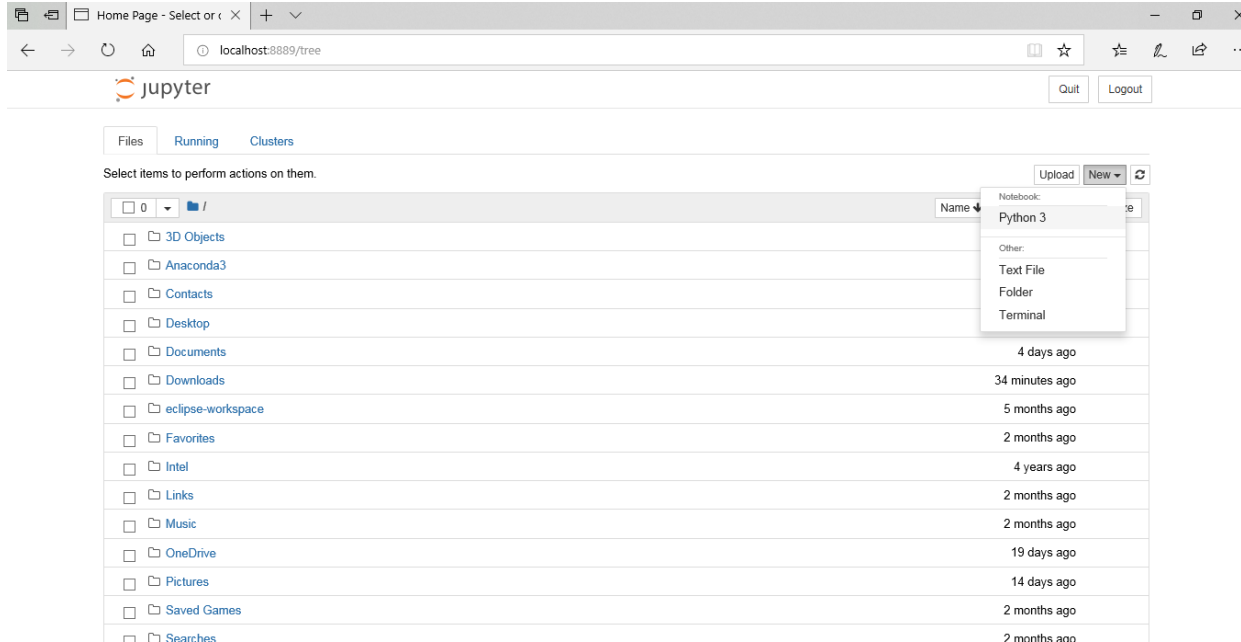 Home Page - Select or c
localhost:8889/tree
jupyter
Quit Logout
Files Running Clusters
Select items to perform actions on them.
Upload New
0 /
Name
Notebook:
Python 3
Other:
Text File
Folder
Terminal
3D Objects
Anaconda3
Contacts
Desktop
Documents 4 days ago
Downloads 34 minutes ago
eclipse-workspace 5 months ago
Favorites 2 months ago
Intel 4 years ago
Links 2 months ago
Music 2 months ago
OneDrive 19 days ago
Pictures 14 days ago
Saved Games 2 months ago
Searches 2 months ago